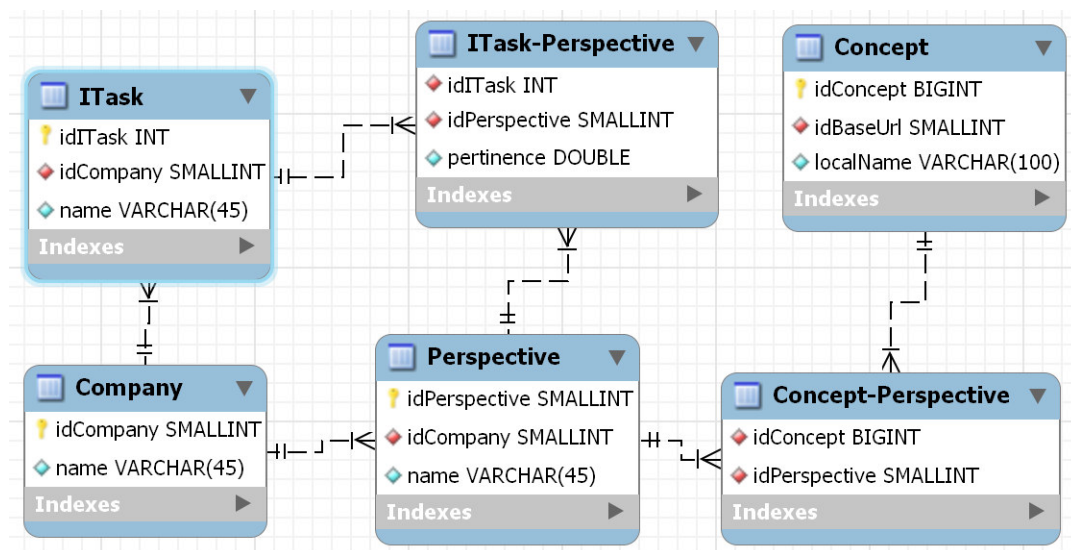 ITask
idITask INT
idCompany SMALLINT
name VARCHAR(45)
Indexes
ITask-Perspective
idITask INT
idPerspective SMALLINT
pertinence DOUBLE
Indexes
Concept
idConcept BIGINT
idBaseUrl SMALLINT
localName VARCHAR(100)
Indexes
Company
idCompany SMALLINT
name VARCHAR(45)
Indexes
Perspective
idPerspective SMALLINT
idCompany SMALLINT
name VARCHAR(45)
Indexes
Concept-Perspective
idConcept BIGINT
idPerspective SMALLINT
Indexes